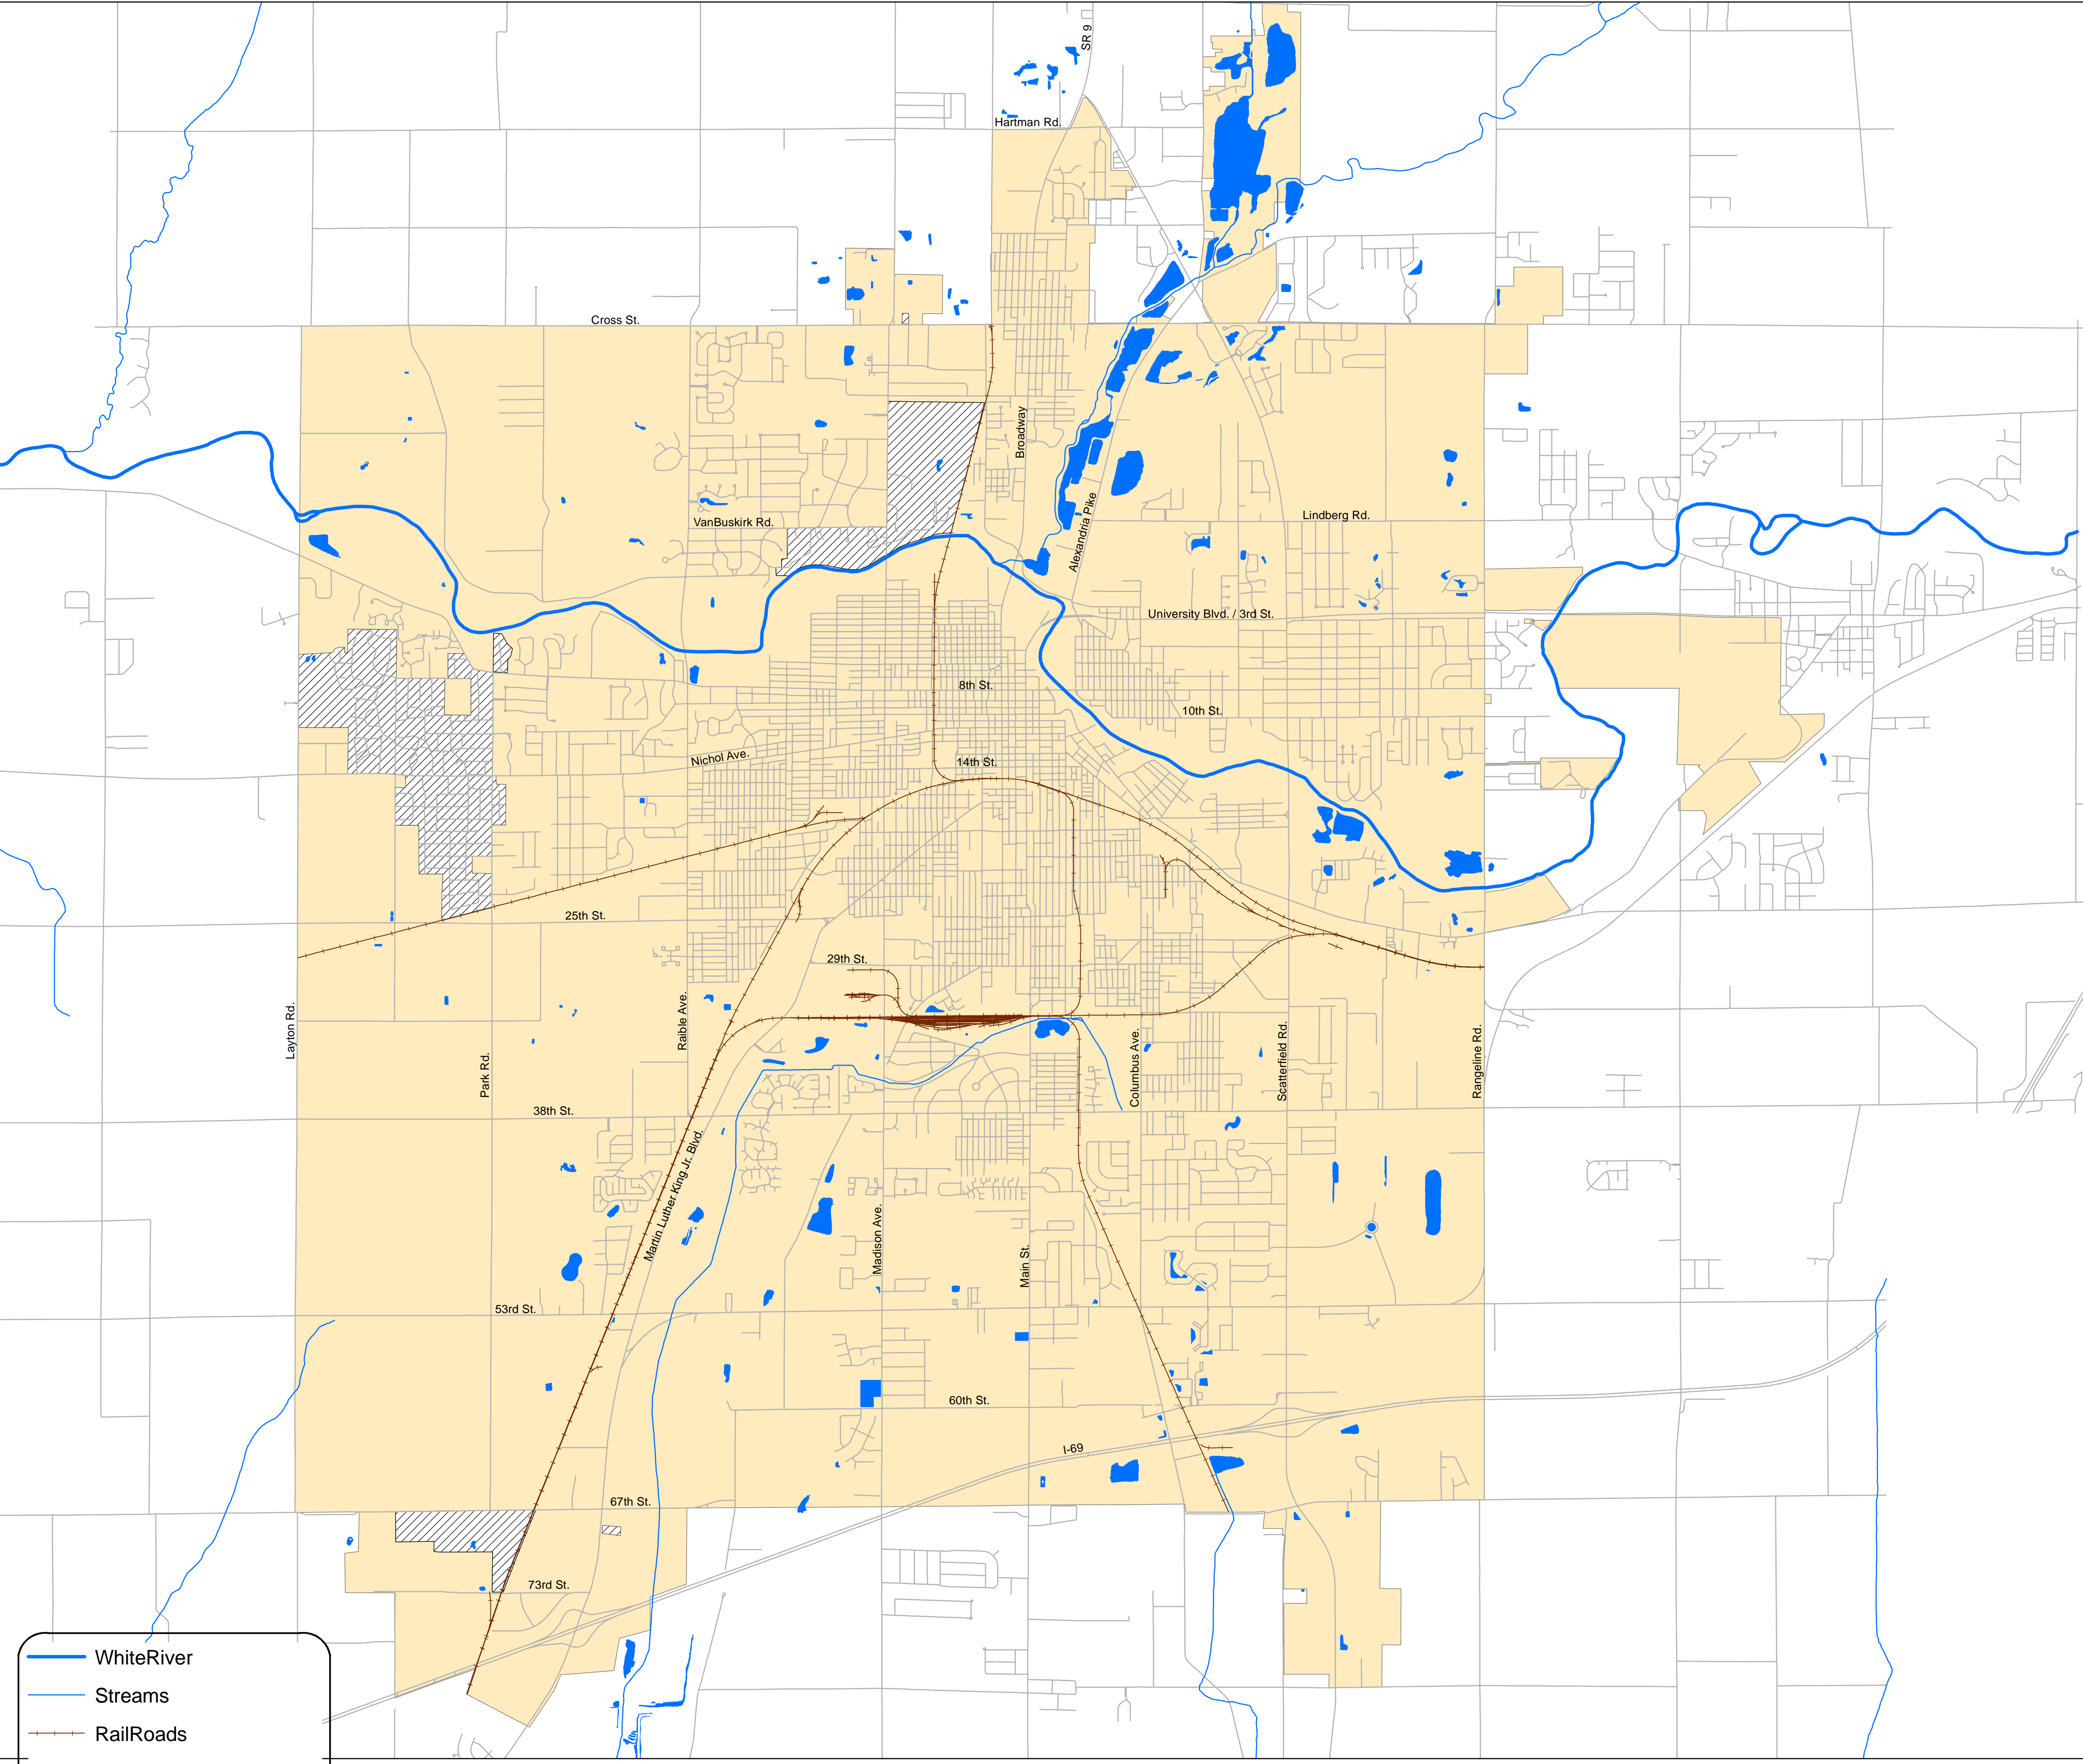 SR 9
Hartman Rd.
Cross St.
Broadway
Alexandria Pike
VanBuskirk Rd.
Lindberg Rd.
University Blvd. / 3rd St.
8th St.
10th St.
Nichol Ave.
14th St.
25th St.
29th St.
Layton Rd.
Park Rd.
Raible Ave.
Columbus Ave.
Scatterfield Rd.
Rangeline Rd.
38th St.
Martin Luther King Jr. Blvd.
Madison Ave.
Main St.
53rd St.
60th St.
I-69
67th St.
73rd St.
WhiteRiver
Streams
RailRoads